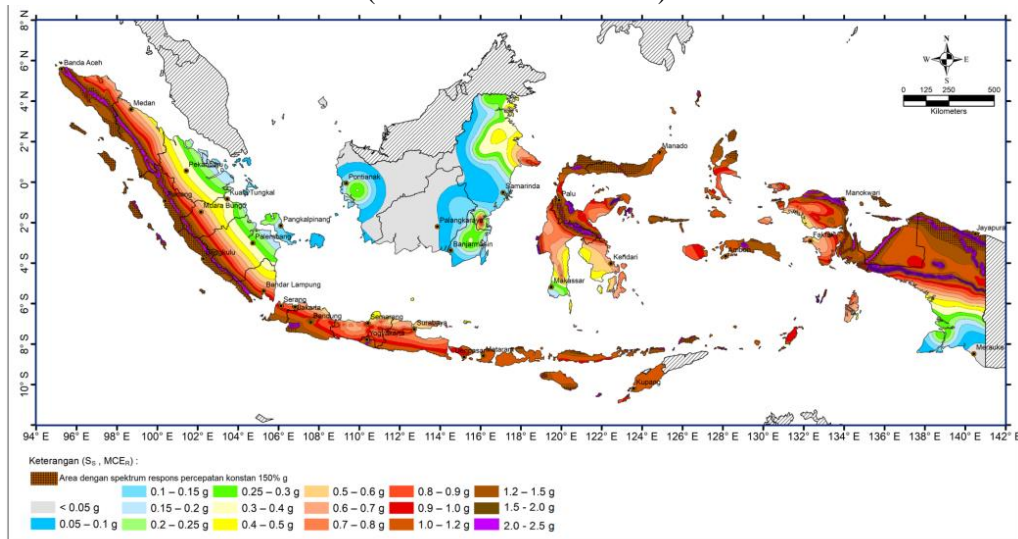 8° N
6° N
4° N
2° N
0°
2° S
4° S
6° S
8° S
10° S
94° E 96° E 98° E 100° E 102° E 104° E 106° E 108° E 110° E 112° E 114° E 116° E 118° E 120° E 122° E 124° E 126° E 128° E 130° E 132° E 134° E 136° E 138° E 140° E
N
W E
S
0 125 250 500
Kilometers
Banda Aceh
Medan
Manado
Pekanbaru
Pontianak
Samarinda
Palu
Manokwari
Kuala Tungkal
Muara Bungo
Pangkalpinang
Palembang
Palangkaraya
Jayapura
Banjarmasin
Kendari
Bandar Lampung
Makassar
Serang
Bandung
Semarang
Surabaya
Mataram
Merauke
Kupang
Keterangan (S_S , MCE_R) :
Area dengan spektrum respons percepatan konstan 150% g
< 0.05 g
0.05 – 0.1 g
0.1 – 0.15 g
0.15 – 0.2 g
0.2 – 0.25 g
0.25 – 0.3 g
0.3 – 0.4 g
0.4 – 0.5 g
0.5 – 0.6 g
0.6 – 0.7 g
0.7 – 0.8 g
0.8 – 0.9 g
0.9 – 1.0 g
1.0 – 1.2 g
1.2 – 1.5 g
1.5 - 2.0 g
2.0 - 2.5 g